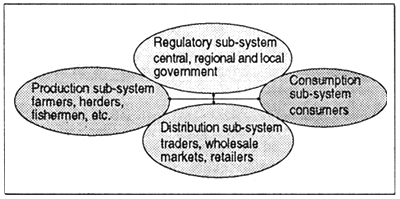 Regulatory sub-system
central, regional and local
government
Production sub-system
farmers, herders,
fishermen, etc.
Consumption
sub-system
consumers
Distribution sub-system
traders, wholesale
markets, retailers